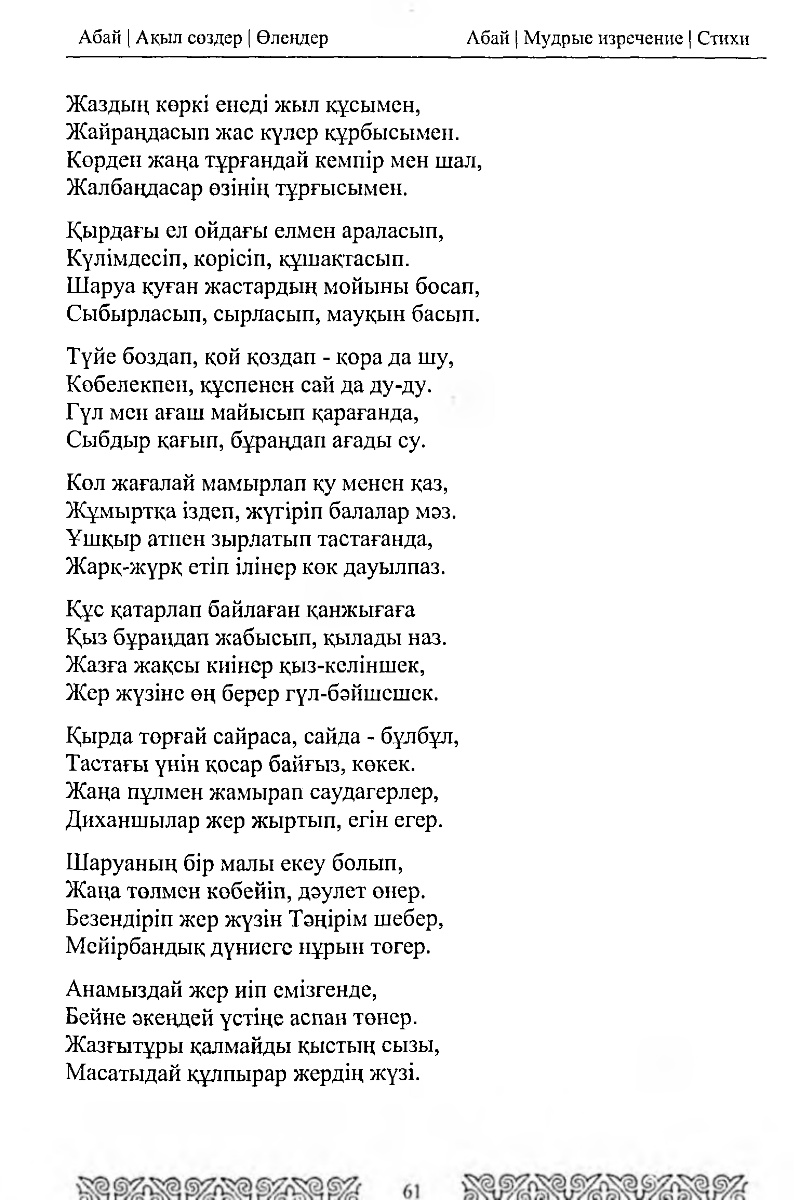 Абай | Ақыл сөздер | Өлеңдер
Абай | Мудрые изречение | Стихи
Жаздың көркі енеді жыл құсымен,
Жайраңдасып жас күлер құрбысымен.
Корден жаңа тұрғандай кемпір мен шал,
Жалбаңдасар өзінің тұрғысымен.
Қырдағы ел ойдағы елмен араласып,
Күлімдесіп, корісіп, құшақтасып.
Шаруа қуған жастардың мойыны босап,
Сыбырласып, сырласып, мауқын басып.
Түйе боздап, қой қоздап - қора да шу,
Кобелекпен, құспенен сай да ду-ду.
Гүл мен ағаш майысып қарағанда,
Сыбдыр қағып, бұраңдап ағады су.
Кол жағалай мамырлап қу менен қаз,
Жұмыртқа іздеп, жүгіріп балалар мәз.
Ұшқыр атпен зырлатып тастағанда,
Жарқ-жүрқ етіп ілінер кок дауылпаз.
Құс қатарлап байлаған қанжығаға
Қыз бұраңдап жабысып, қылады наз.
Жазға жақсы киінер қыз-келіншек,
Жер жүзіне өң берер гүл-бәйшешек.
Қырда торғай сайраса, сайда - бұлбұл,
Тастағы үнін қосар байғыз, көкек.
Жаңа пұлмен жамырап саудагерлер,
Диханшылар жер жыртып, егін егер.
Шаруаның бір малы екеу болып,
Жаңа төлмен көбейіп, дәулет онер.
Безендіріп жер жүзін Тәңірім шебер,
Мейірбандық дүниеге нұрын тогер.
Анамыздай жер иіп емізгенде,
Бейне әкеңдей үстіңе аспан төнер.
Жазғытұры қалмайды қыстың сызы,
Масатыдай құлпырар жердің жүзі.
61